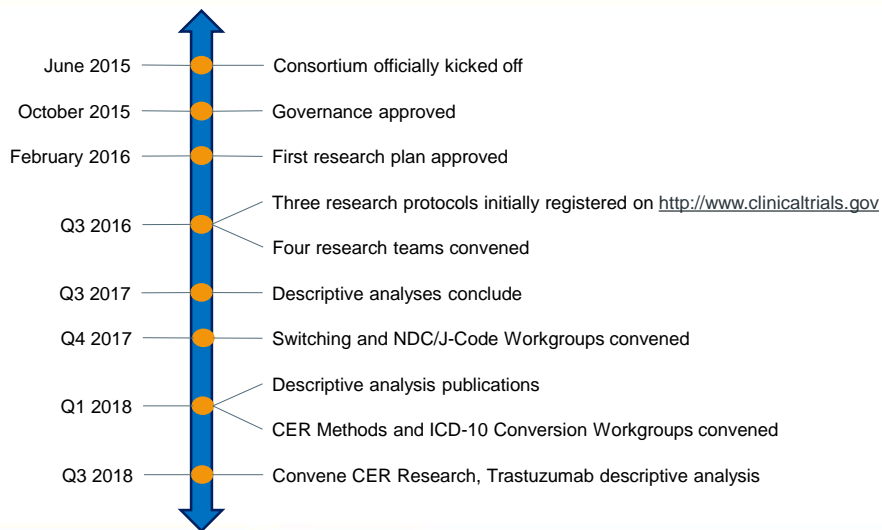 June 2015 Consortium officially kicked off
October 2015 Governance approved
February 2016 First research plan approved
Three research protocols initially registered on http://www.clinicaltrials.gov
Q3 2016
Four research teams convened
Q3 2017 Descriptive analyses conclude
Q4 2017 Switching and NDC/J-Code Workgroups convened
Descriptive analysis publications
Q1 2018
CER Methods and ICD-10 Conversion Workgroups convened
Q3 2018 Convene CER Research, Trastuzumab descriptive analysis